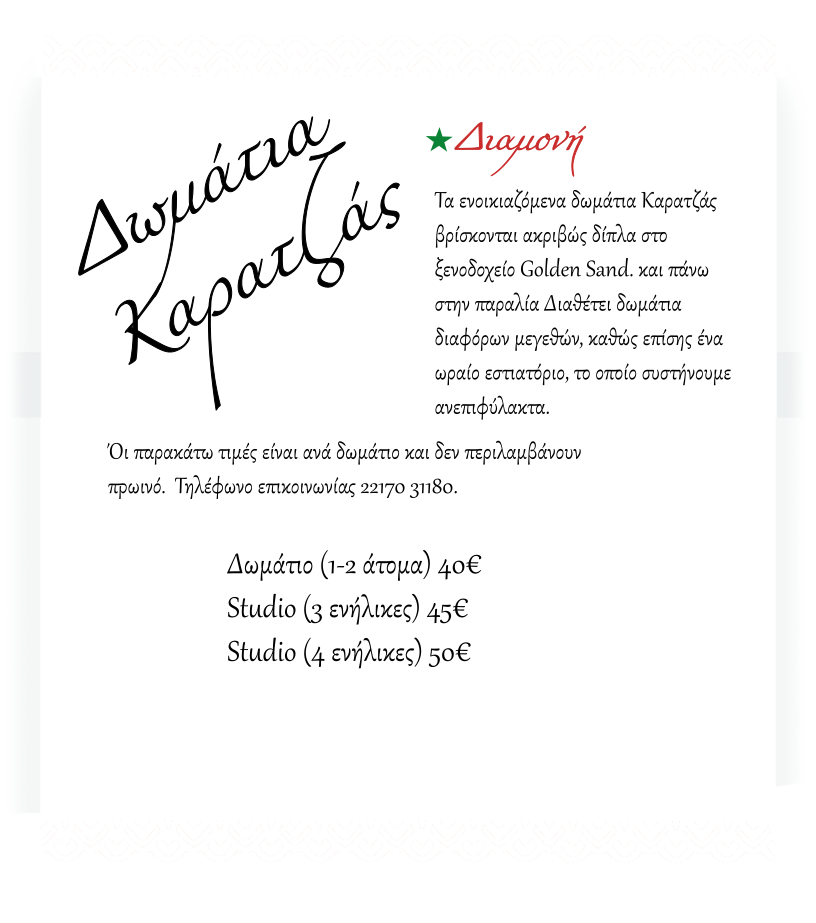 Δωμάτια
Καρατζάς
★Διαμονή
Τα ενοικιαζόμενα δωμάτια Καρατζάς
βρίσκονται ακριβώς δίπλα στο
ξενοδοχείο Golden Sand. και πάνω
στην παραλία Διαθέτει δωμάτια
διαφόρων μεγεθών, καθώς επίσης ένα
ωραίο εστιατόριο, το οποίο συστήνουμε
ανεπιφύλακτα.
Όι παρακάτω τιμές είναι ανά δωμάτιο και δεν περιλαμβάνουν
πρωινό. Τηλέφωνο επικοινωνίας 22170 31180.
Δωμάτιο (1-2 άτομα) 40€
Studio (3 ενήλικες) 45€
Studio (4 ενήλικες) 50€